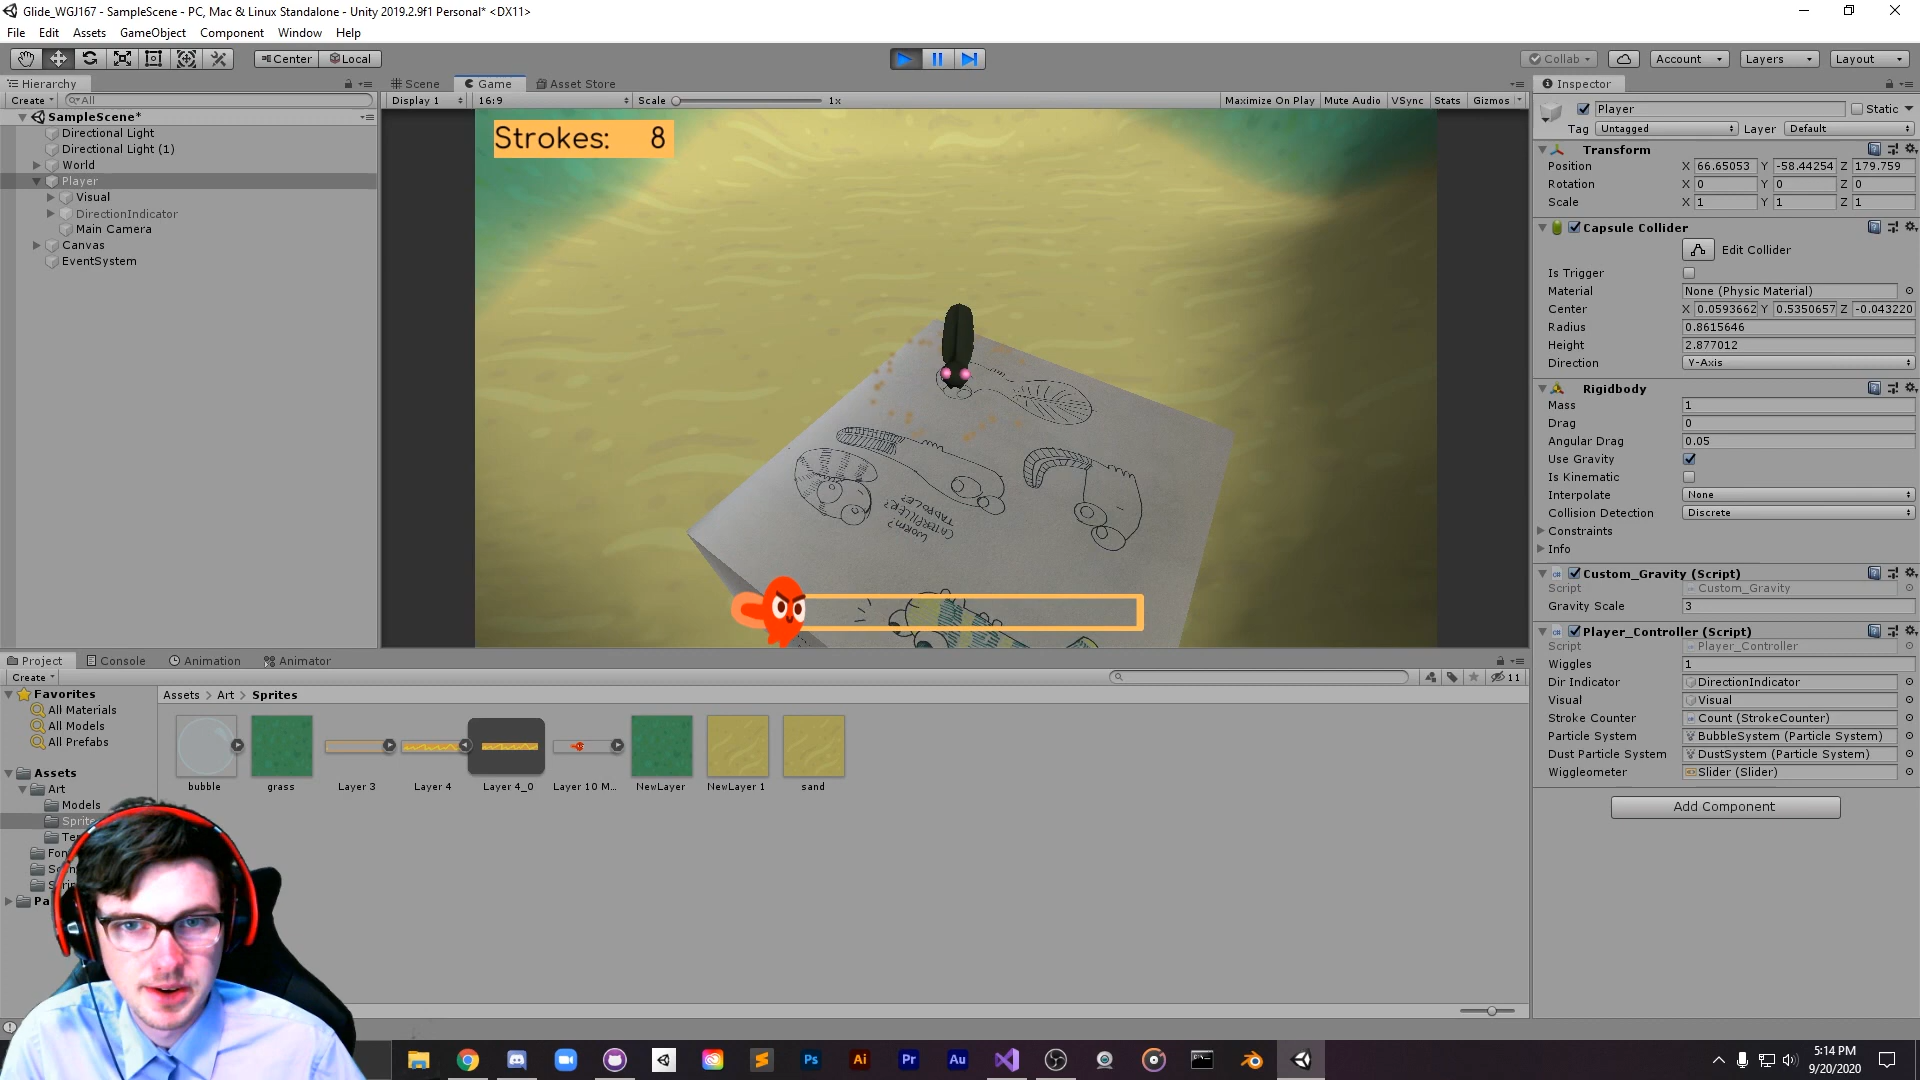 Glide_WGJ167 - SampleScene - PC, Mac & Linux Standalone - Unity 2019.2.9f1 Personal* <DX11>
File Edit Assets GameObject Component Window Help
Center Local
Collab Account Layers Layout
Hierarchy
Create All
SampleScene*
Directional Light
Directional Light (1)
World
Player
Visual
DirectionIndicator
Main Camera
Canvas
EventSystem
Scene Game Asset Store
Display 1 16:9 Scale 1x Maximize On Play Mute Audio VSync Stats Gizmos
Strokes: 8
WORM?
CATERPILLER?
TADPOLE?
Inspector
Player Static
Tag Untagged Layer Default
Transform
Position X 66.65053 Y -58.44254 Z 179.759
Rotation X 0 Y 0 Z 0
Scale X 1 Y 1 Z 1
Capsule Collider
Edit Collider
Is Trigger
Material None (Physic Material)
Center X 0.0593662 Y 0.5350657 Z -0.043220
Radius 0.8615646
Height 2.877012
Direction Y-Axis
Rigidbody
Mass 1
Drag 0
Angular Drag 0.05
Use Gravity
Is Kinematic
Interpolate None
Collision Detection Discrete
Constraints
Info
Custom_Gravity (Script)
Script Custom_Gravity
Gravity Scale 3
Player_Controller (Script)
Script Player_Controller
Wiggles 1
Dir Indicator DirectionIndicator
Visual Visual
Stroke Counter Count (StrokeCounter)
Particle System BubbleSystem (Particle System)
Dust Particle System DustSystem (Particle System)
Wiggleometer Slider (Slider)
Add Component
Project Console Animation Animator
Create 11
Favorites
All Materials
All Models
All Prefabs
Assets
Art
Models
Assets > Art > Sprites
bubble grass Layer 3 Layer 4 Layer 4_0 Layer 10 M... NewLayer NewLayer 1 sand
Ps Ai Pr Au
5:14 PM
9/20/2020